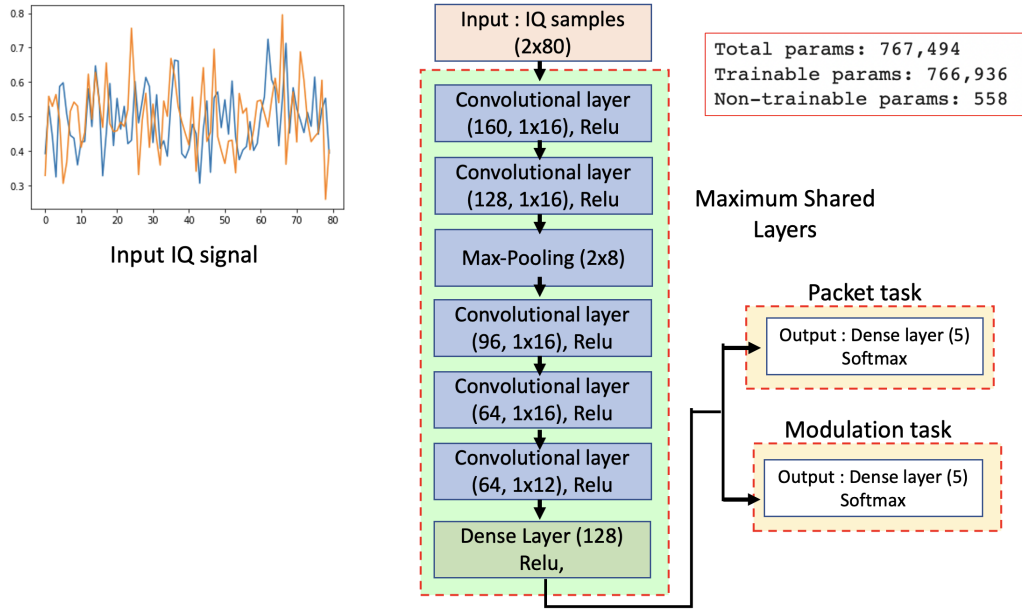 0.8
0.7
0.6
0.5
0.4
0.3
0 10 20 30 40 50 60 70 80
Input IQ signal
Input : IQ samples
(2x80)
Convolutional layer
(160, 1x16), Relu
Convolutional layer
(128, 1x16), Relu
Max-Pooling (2x8)
Convolutional layer
(96, 1x16), Relu
Convolutional layer
(64, 1x16), Relu
Convolutional layer
(64, 1x12), Relu
Dense Layer (128)
Relu,
Total params: 767,494
Trainable params: 766,936
Non-trainable params: 558
Maximum Shared
Layers
Packet task
Output : Dense layer (5)
Softmax
Modulation task
Output : Dense layer (5)
Softmax